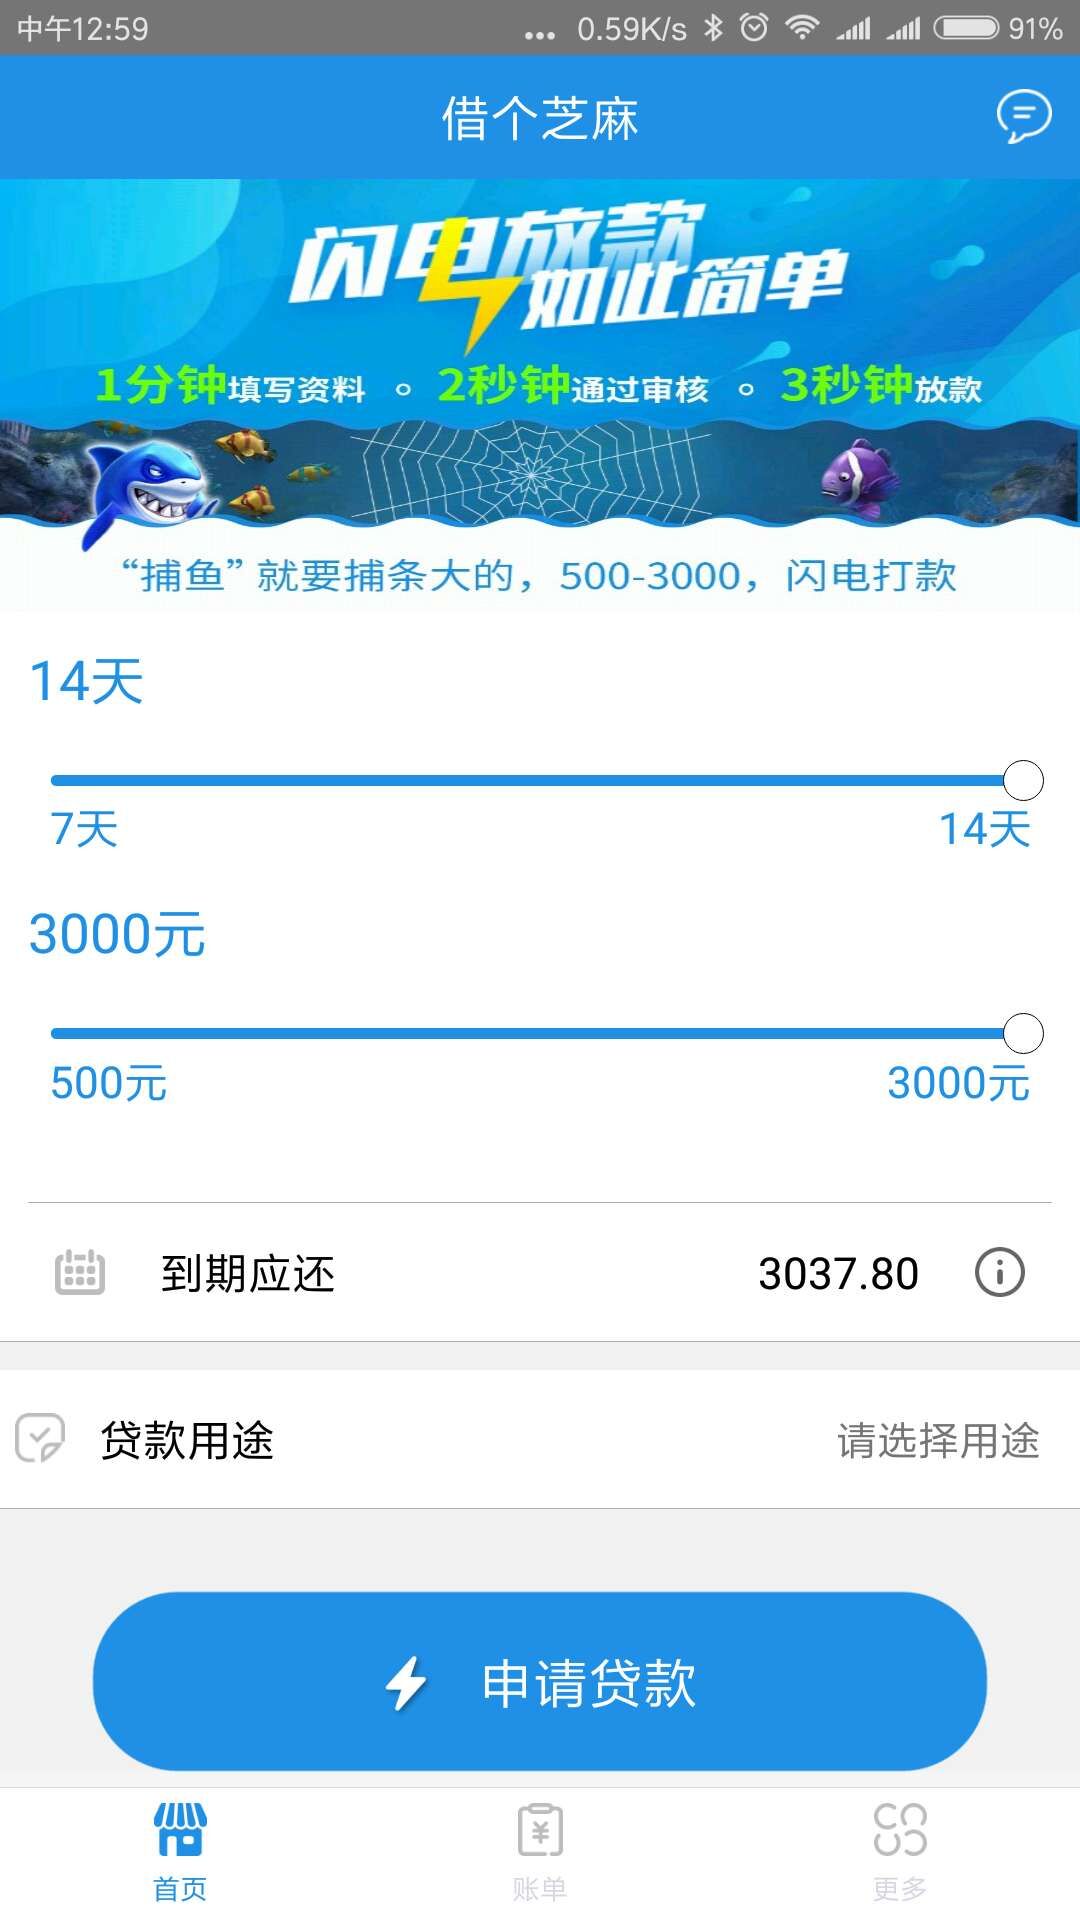 中午12:59 ... 0.59K/s 91%
借个芝麻
闪电放款
如此简单
1分钟填写资料 ○ 2秒钟通过审核 ○ 3秒钟放款
“捕鱼”就要捕条大的，500-3000，闪电打款
14天
7天 14天
3000元
500元 3000元
到期应还 3037.80
贷款用途 请选择用途
申请贷款
首页 账单 更多